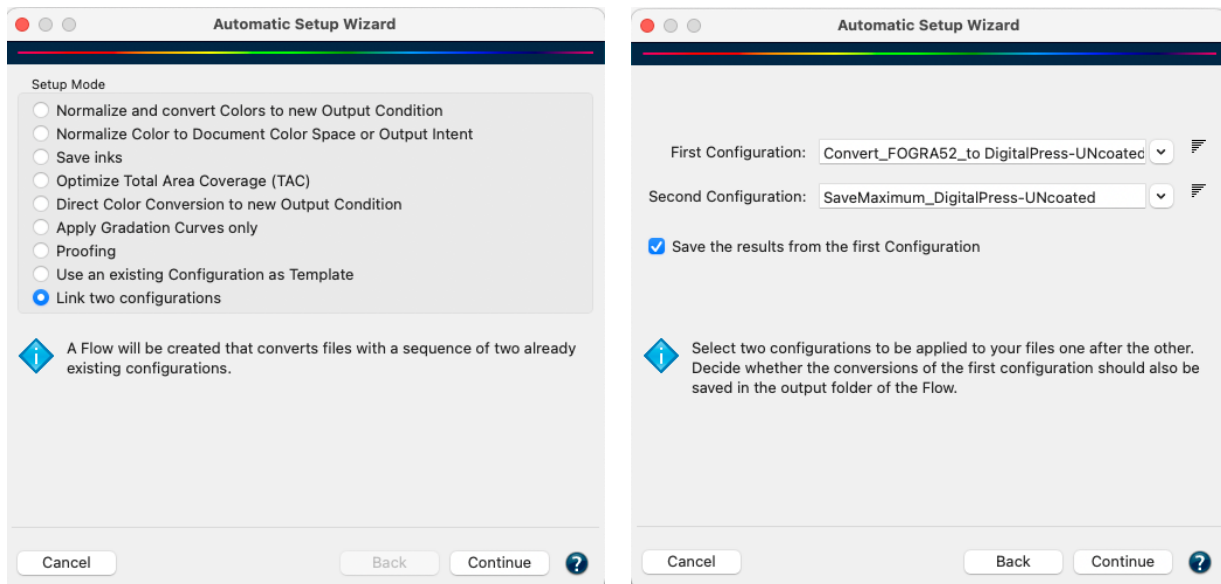 Automatic Setup Wizard
Setup Mode
Normalize and convert Colors to new Output Condition
Normalize Color to Document Color Space or Output Intent
Save inks
Optimize Total Area Coverage (TAC)
Direct Color Conversion to new Output Condition
Apply Gradation Curves only
Proofing
Use an existing Configuration as Template
Link two configurations
A Flow will be created that converts files with a sequence of two already
existing configurations.
Cancel Back Continue ?
Automatic Setup Wizard
First Configuration: Convert_FOGRA52_to DigitalPress-UNcoated
Second Configuration: SaveMaximum_DigitalPress-UNcoated
Save the results from the first Configuration
Select two configurations to be applied to your files one after the other.
Decide whether the conversions of the first configuration should also be
saved in the output folder of the Flow.
Cancel Back Continue ?